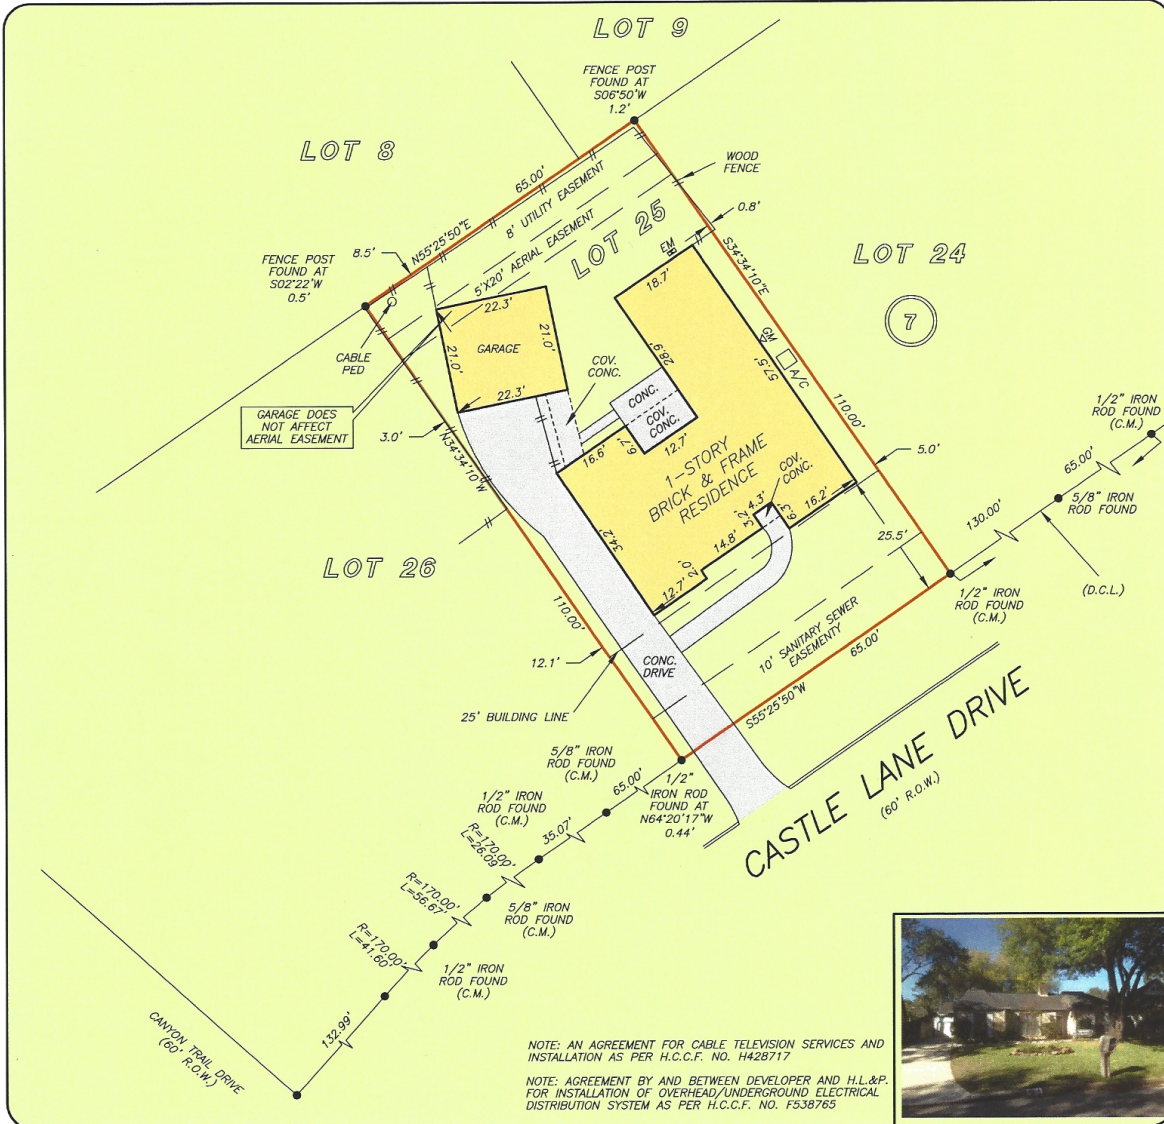 LOT 9
FENCE POST
FOUND AT
S06°50'W
1.2'
LOT 8
WOOD
FENCE
65.00'
8' UTILITY EASEMENT
N55°25'50"E
5'X20' AERIAL EASEMENT
LOT 25
0.8'
EM
S34°34'10"E
LOT 24
7
FENCE POST
FOUND AT
S02°22'W
0.5'
8.5'
18.7'
22.3'
21.0'
GARAGE
21.0'
22.3'
CABLE
PED
COV.
CONC.
28.9'
GM
A/C
57.5'
CONC.
COV.
CONC.
GARAGE DOES
NOT AFFECT
AERIAL EASEMENT
3.0'
N34°34'10"W
110.00'
1/2" IRON
ROD FOUND
(C.M.)
65.00'
5.0'
5/8" IRON
ROD FOUND
16.6'
9.7'
12.7'
1-STORY
BRICK & FRAME
RESIDENCE
COV.
CONC.
4.3'
3.2'
6.3'
16.2'
130.00'
25.5'
34.2'
14.8'
2.0'
12.7'
LOT 26
110.00'
1/2" IRON
ROD FOUND
(C.M.)
(D.C.L.)
10' SANITARY SEWER
EASEMENTY
65.00'
12.1'
CONC.
DRIVE
25' BUILDING LINE
S55°25'50"W
CASTLE LANE DRIVE
(60' R.O.W.)
5/8" IRON
ROD FOUND
(C.M.)
65.00'
1/2"
IRON ROD
FOUND AT
N64°20'17"W
0.44'
1/2" IRON
ROD FOUND
(C.M.)
35.07'
R=170.00'
L=26.09'
R=170.00'
L=56.67'
5/8" IRON
ROD FOUND
(C.M.)
R=170.00'
L=41.60'
1/2" IRON
ROD FOUND
(C.M.)
132.99'
CANYON TRAIL DRIVE
(60' R.O.W.)
NOTE: AN AGREEMENT FOR CABLE TELEVISION SERVICES AND
INSTALLATION AS PER H.C.C.F. NO. H428717
NOTE: AGREEMENT BY AND BETWEEN DEVELOPER AND H.L.&P.
FOR INSTALLATION OF OVERHEAD/UNDERGROUND ELECTRICAL
DISTRIBUTION SYSTEM AS PER H.C.C.F. NO. F538765